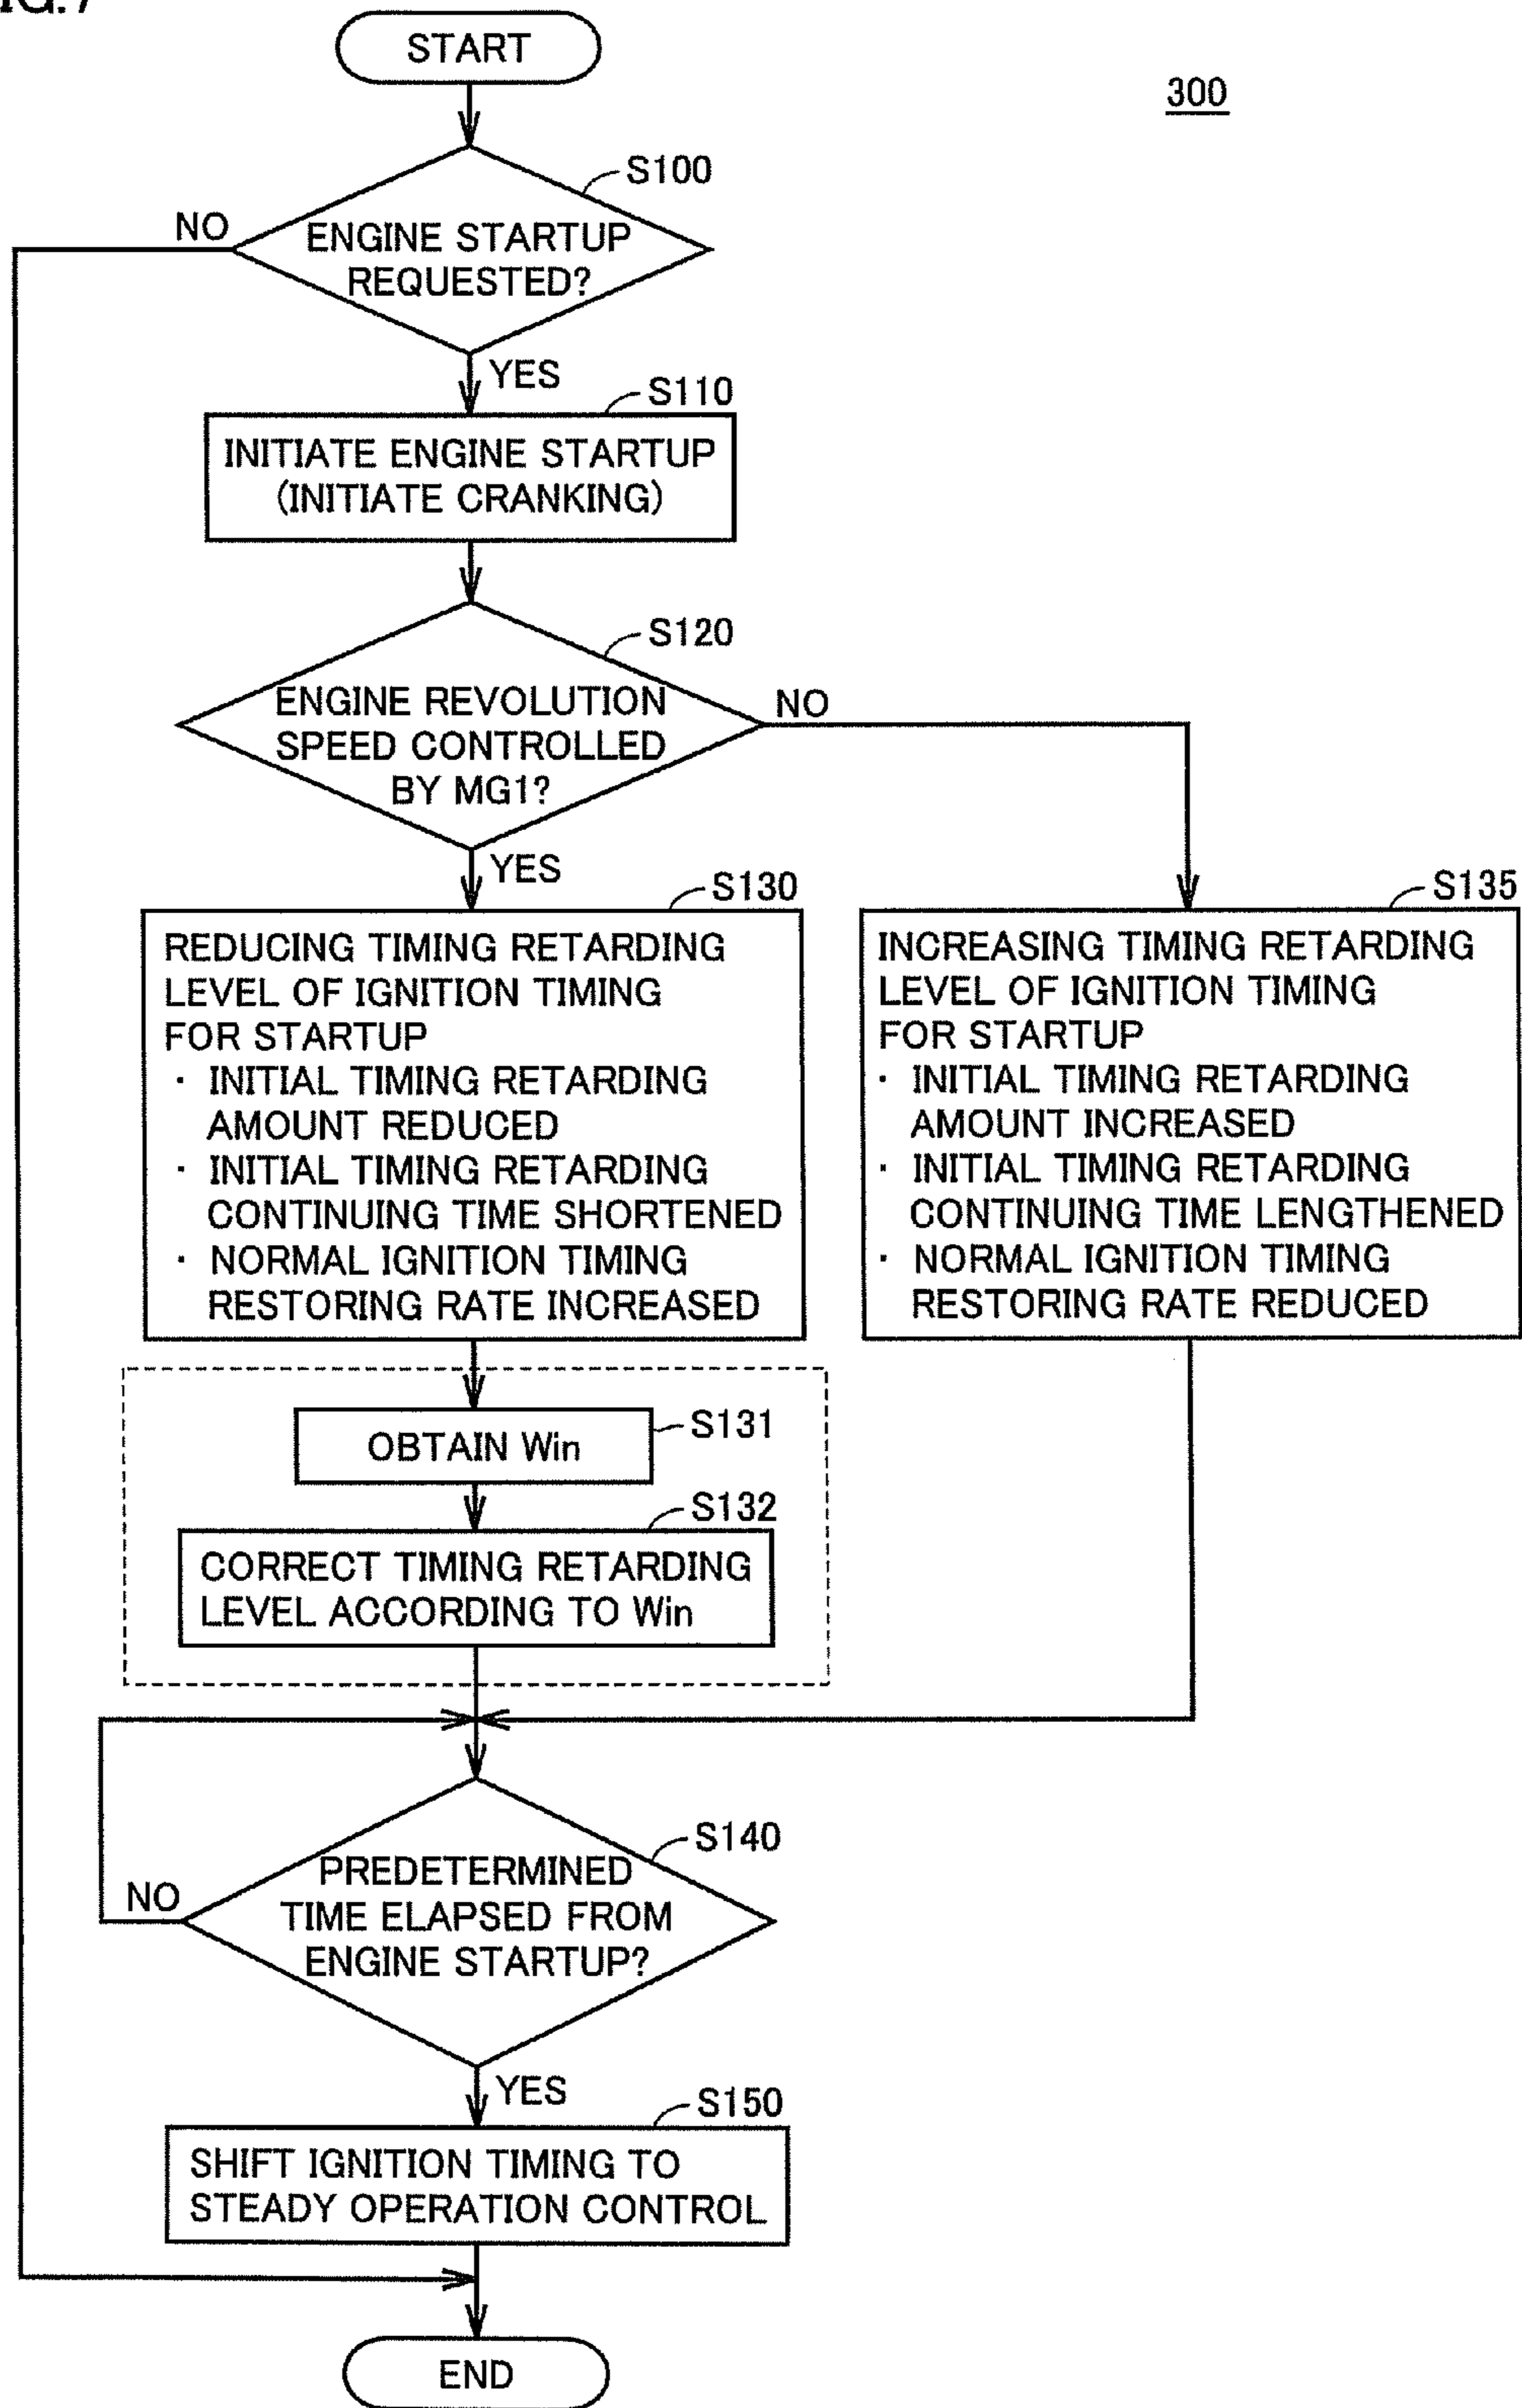 FIG.7
START
300
S100
NO
ENGINE STARTUP
REQUESTED?
YES
S110
INITIATE ENGINE STARTUP
(INITIATE CRANKING)
S120
ENGINE REVOLUTION
SPEED CONTROLLED
BY MG1?
NO
YES
S130
REDUCING TIMING RETARDING
LEVEL OF IGNITION TIMING
FOR STARTUP
· INITIAL TIMING RETARDING
AMOUNT REDUCED
· INITIAL TIMING RETARDING
CONTINUING TIME SHORTENED
· NORMAL IGNITION TIMING
RESTORING RATE INCREASED
S135
INCREASING TIMING RETARDING
LEVEL OF IGNITION TIMING
FOR STARTUP
· INITIAL TIMING RETARDING
AMOUNT INCREASED
· INITIAL TIMING RETARDING
CONTINUING TIME LENGTHENED
· NORMAL IGNITION TIMING
RESTORING RATE REDUCED
S131
OBTAIN Win
S132
CORRECT TIMING RETARDING
LEVEL ACCORDING TO Win
S140
PREDETERMINED
TIME ELAPSED FROM
ENGINE STARTUP?
NO
YES
S150
SHIFT IGNITION TIMING TO
STEADY OPERATION CONTROL
END